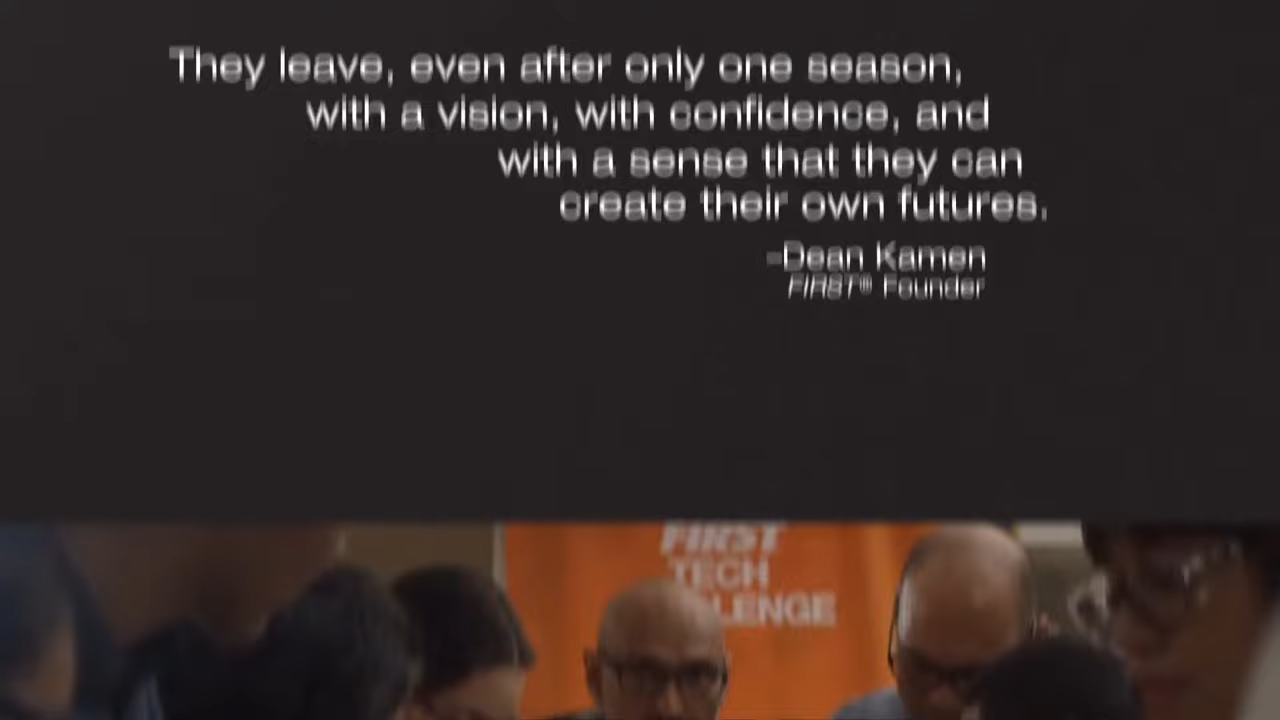 They leave, even after only one season,
with a vision, with confidence, and
with a sense that they can
create their own futures.
-Dean Kamen
FIRST® Founder
FIRST
TECH
LENGE